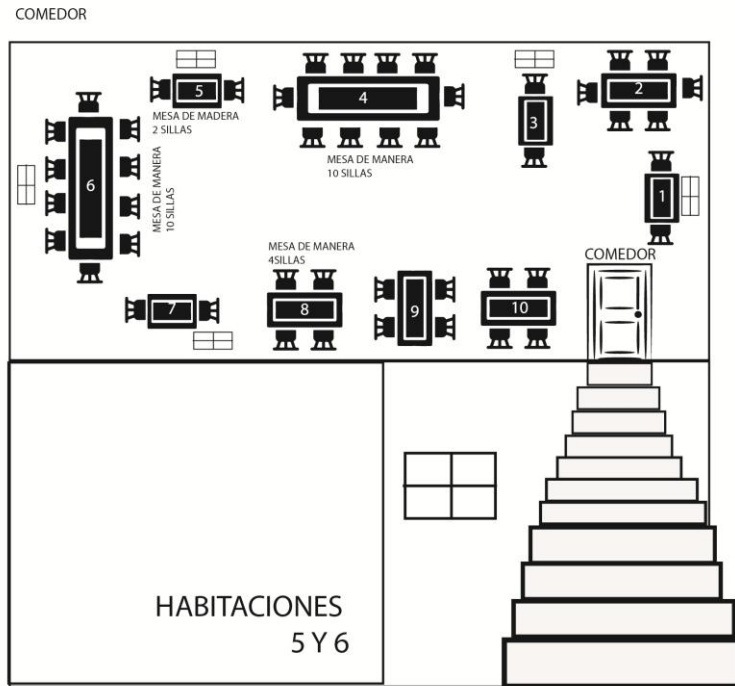 COMEDOR
5
MESA DE MADERA
2 SILLAS
4
MESA DE MANERA
10 SILLAS
3
2
1
6
MESA DE MANERA
10 SILLAS
COMEDOR
7
MESA DE MANERA
4SILLAS
8
9
10
HABITACIONES
5 Y 6